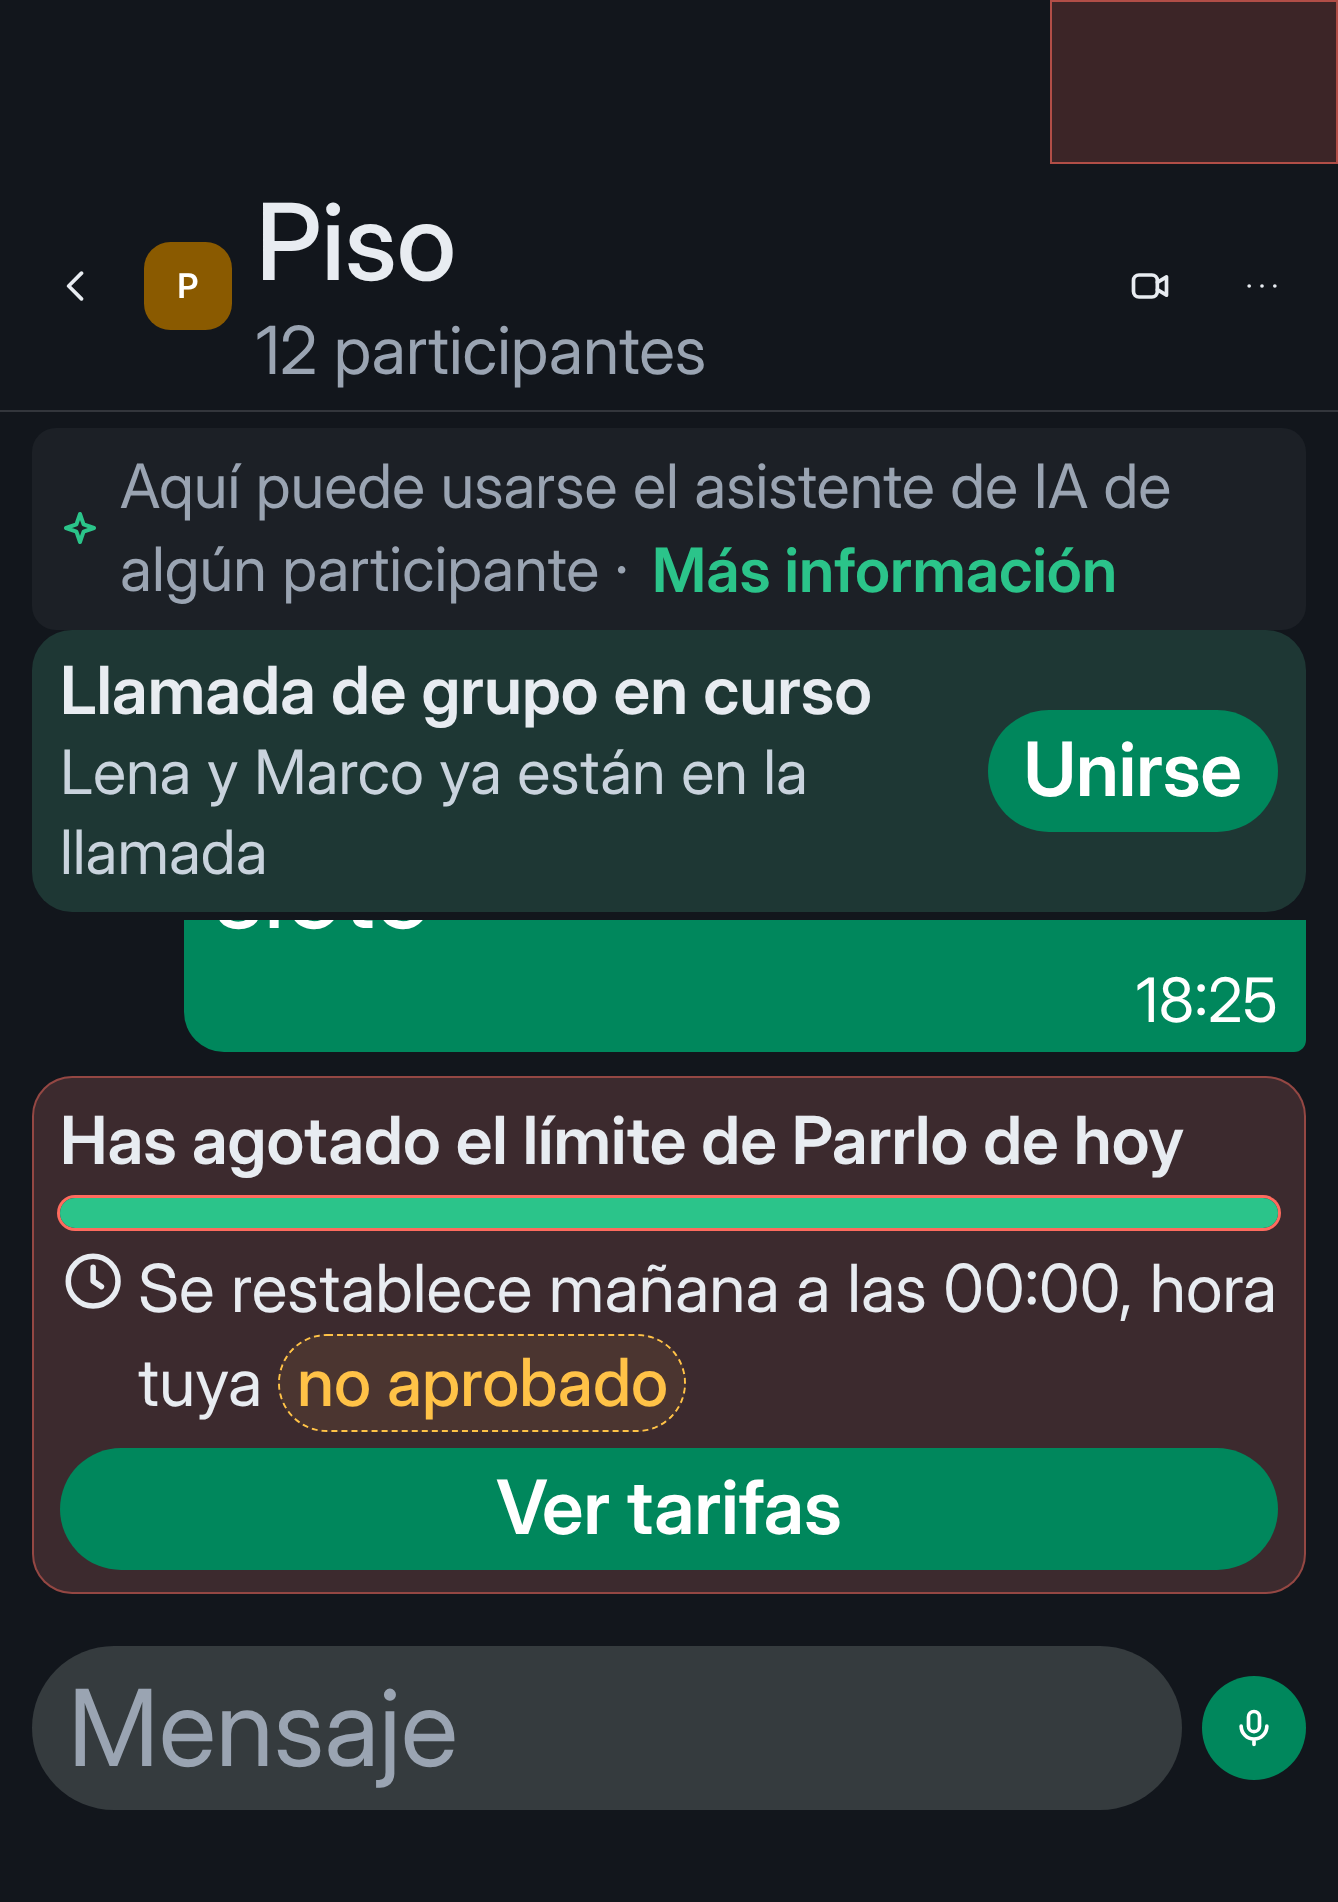 Piso
P
12 participantes
Aquí puede usarse el asistente de IA de
algún participante · Más información
Llamada de grupo en curso
Lena y Marco ya están en la
llamada
Unirse
18:25
Has agotado el límite de Parrlo de hoy
Se restablece mañana a las 00:00, hora
tuya no aprobado
Ver tarifas
Mensaje